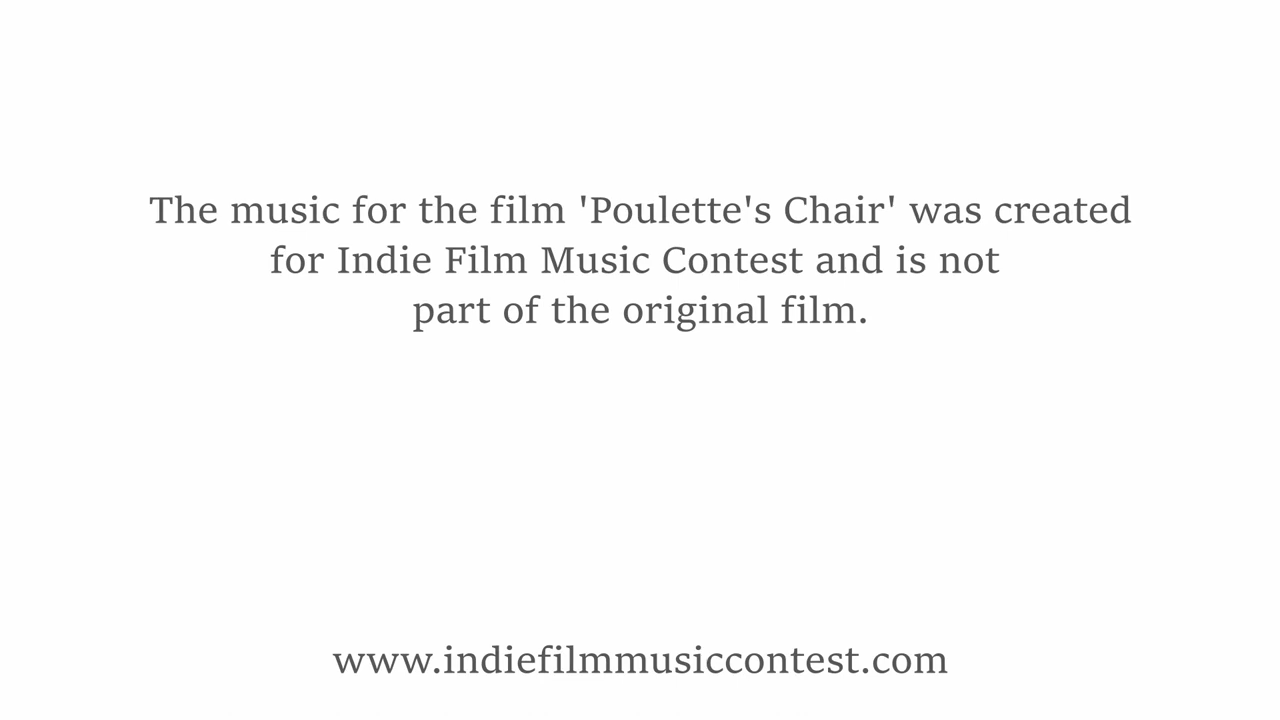 The music for the film 'Poulette's Chair' was created
for Indie Film Music Contest and is not
part of the original film.
www.indiefilmmusiccontest.com